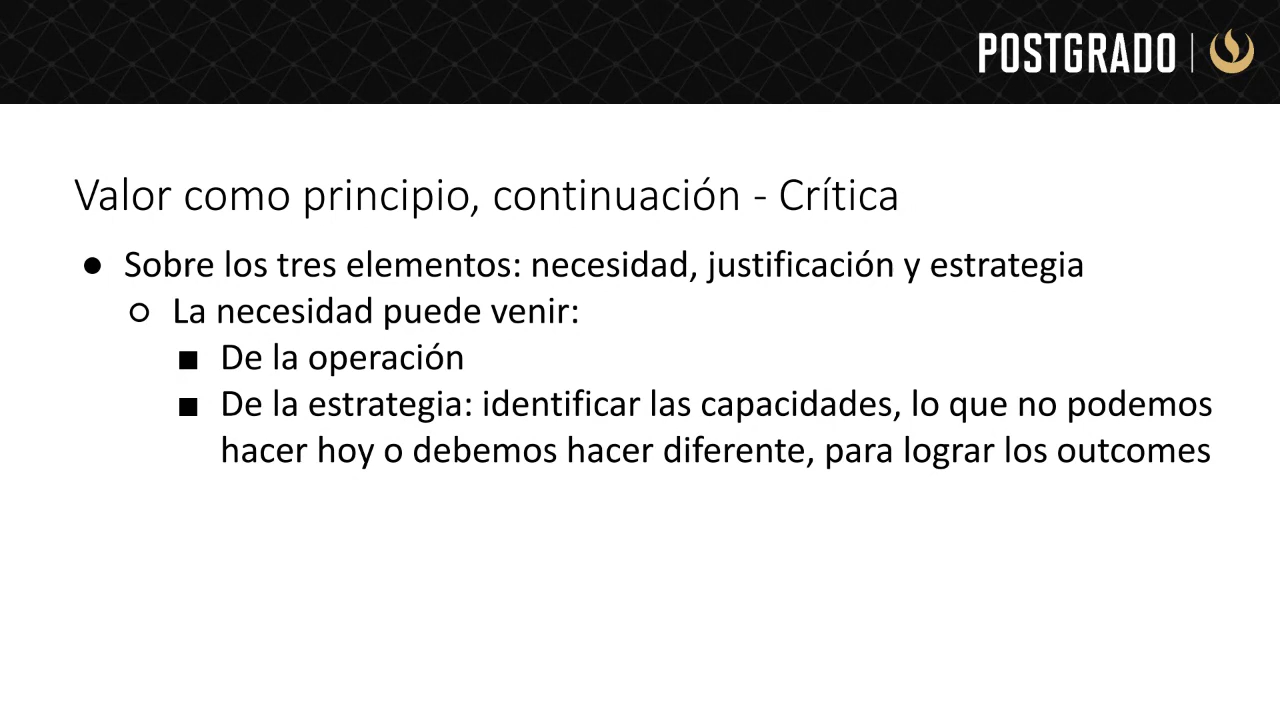 POSTGRADO
Valor como principio, continuación - Crítica
● Sobre los tres elementos: necesidad, justificación y estrategia
○ La necesidad puede venir:
■ De la operación
■ De la estrategia: identificar las capacidades, lo que no podemos
hacer hoy o debemos hacer diferente, para lograr los outcomes